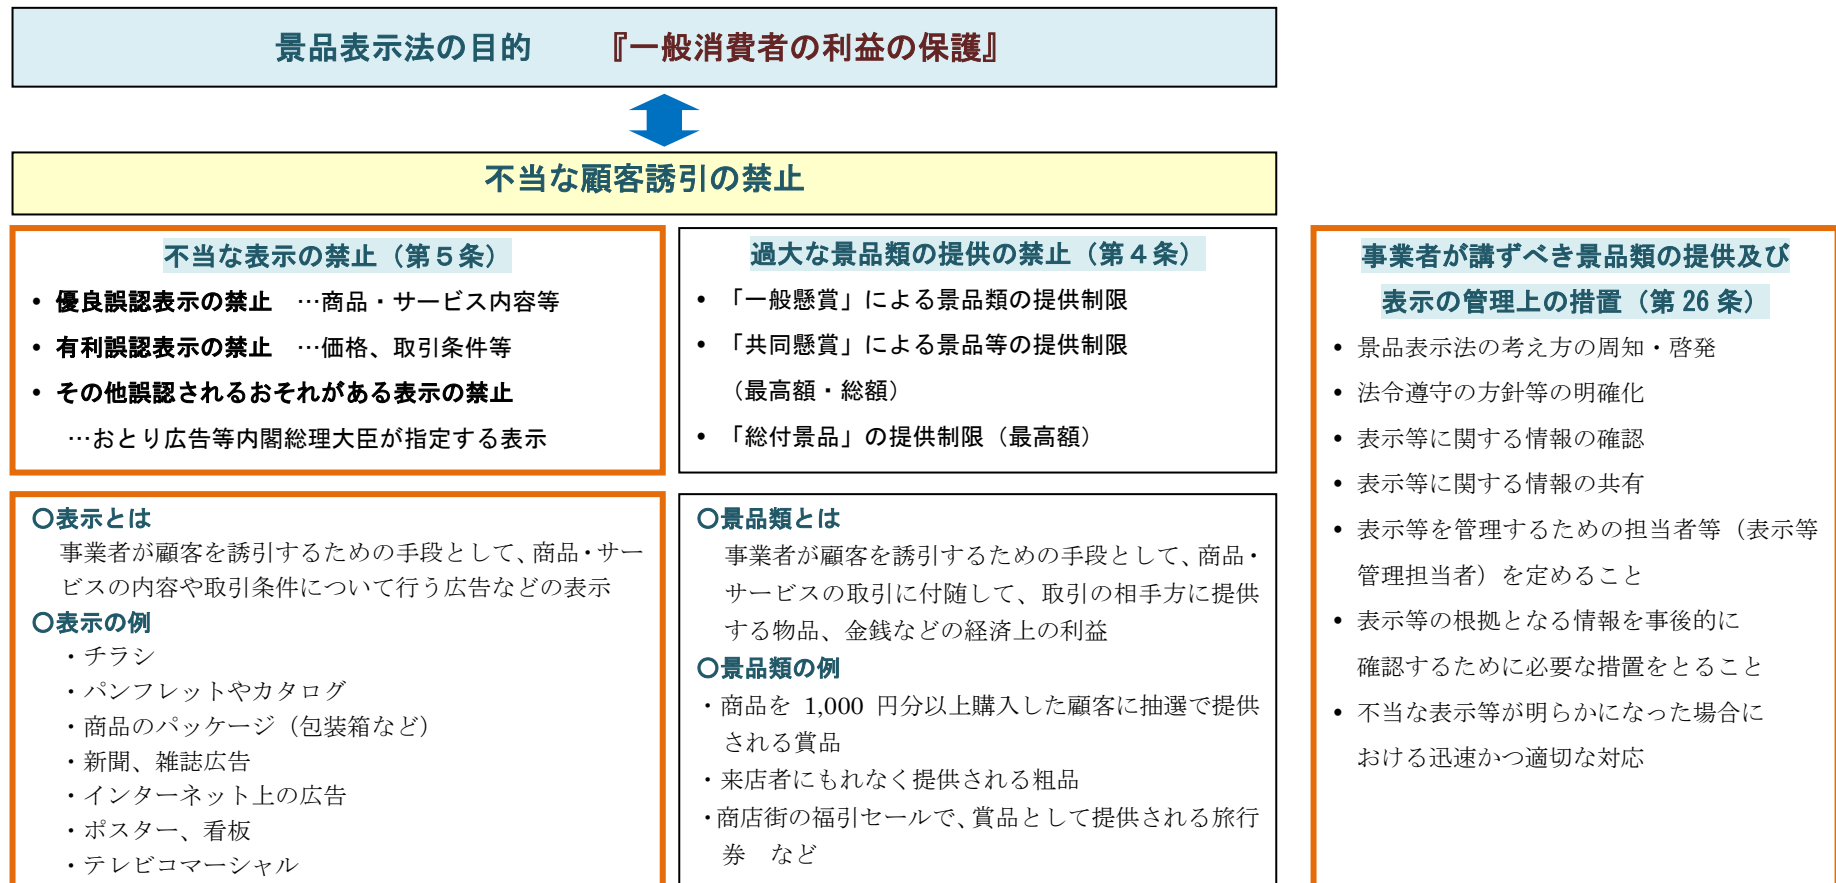 景品表示法の目的　『一般消費者の利益の保護』
不当な顧客誘引の禁止
不当な表示の禁止（第５条）
• 優良誤認表示の禁止　…商品・サービス内容等
• 有利誤認表示の禁止　…価格、取引条件等
• その他誤認されるおそれがある表示の禁止
…おとり広告等内閣総理大臣が指定する表示
過大な景品類の提供の禁止（第４条）
• 「一般懸賞」による景品類の提供制限
• 「共同懸賞」による景品等の提供制限
（最高額・総額）
• 「総付景品」の提供制限（最高額）
〇表示とは
事業者が顧客を誘引するための手段として、商品・サー
ビスの内容や取引条件について行う広告などの表示
〇表示の例
・チラシ
・パンフレットやカタログ
・商品のパッケージ（包装箱など）
・新聞、雑誌広告
・インターネット上の広告
・ポスター、看板
・テレビコマーシャル
〇景品類とは
事業者が顧客を誘引するための手段として、商品・
サービスの取引に付随して、取引の相手方に提供
する物品、金銭などの経済上の利益
〇景品類の例
・商品を 1,000 円分以上購入した顧客に抽選で提供
される賞品
・来店者にもれなく提供される粗品
・商店街の福引セールで、賞品として提供される旅行
券　など
事業者が講ずべき景品類の提供及び
表示の管理上の措置（第 26 条）
• 景品表示法の考え方の周知・啓発
• 法令遵守の方針等の明確化
• 表示等に関する情報の確認
• 表示等に関する情報の共有
• 表示等を管理するための担当者等（表示等
管理担当者）を定めること
• 表示等の根拠となる情報を事後的に
確認するために必要な措置をとること
• 不当な表示等が明らかになった場合に
おける迅速かつ適切な対応